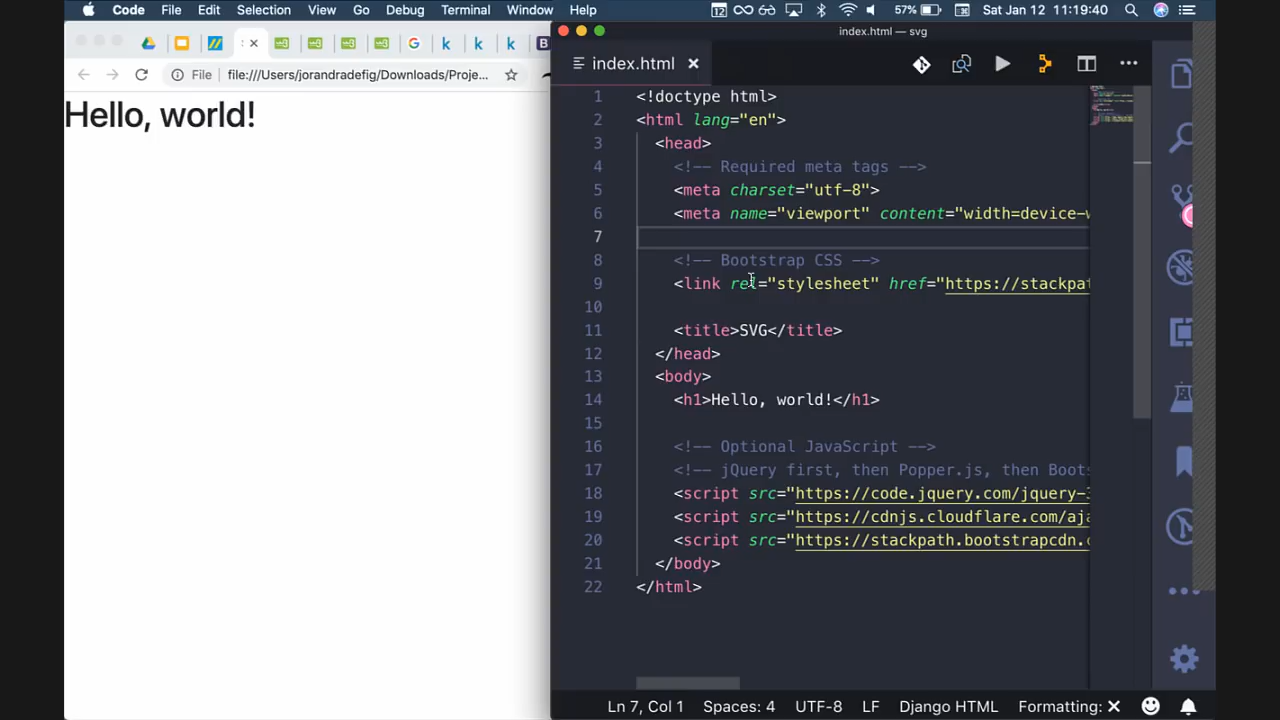 Code File Edit Selection View Go Debug Terminal Window Help 12 57% Sat Jan 12 11:19:40
File file:///Users/jorandradefig/Downloads/Proje...
Hello, world!
index.html — svg
index.html
1 <!doctype html>
2 <html lang="en">
3 <head>
4 <!-- Required meta tags -->
5 <meta charset="utf-8">
6 <meta name="viewport" content="width=device-
7
8 <!-- Bootstrap CSS -->
9 <link rel="stylesheet" href="https://stackpat
10
11 <title>SVG</title>
12 </head>
13 <body>
14 <h1>Hello, world!</h1>
15
16 <!-- Optional JavaScript -->
17 <!-- jQuery first, then Popper.js, then Boots
18 <script src="https://code.jquery.com/jquery-
19 <script src="https://cdnjs.cloudflare.com/aja
20 <script src="https://stackpath.bootstrapcdn.
21 </body>
22 </html>
Ln 7, Col 1 Spaces: 4 UTF-8 LF Django HTML Formatting: ✕